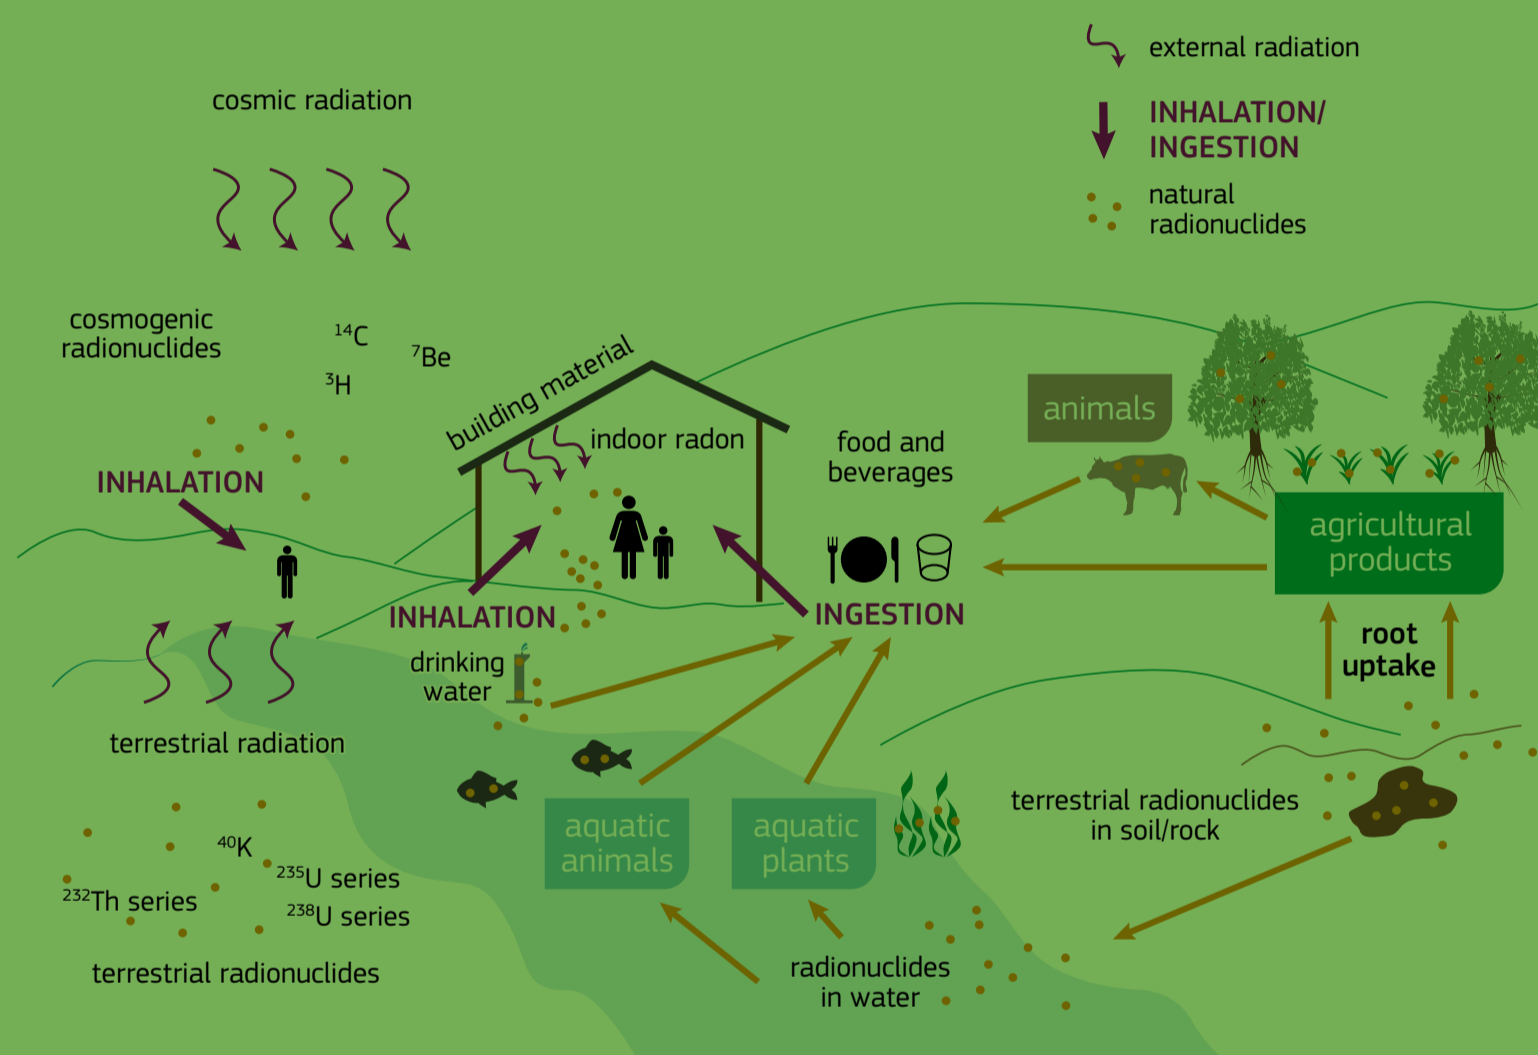 external radiation
INHALATION/
INGESTION
natural
radionuclides
cosmic radiation
cosmogenic
radionuclides
¹⁴C
⁷Be
³H
INHALATION
building material
indoor radon
food and
beverages
animals
agricultural
products
root
uptake
INHALATION
INGESTION
drinking
water
terrestrial radiation
aquatic
animals
aquatic
plants
terrestrial radionuclides
in soil/rock
⁴⁰K
²³⁵U series
²³²Th series
²³⁸U series
terrestrial radionuclides
radionuclides
in water